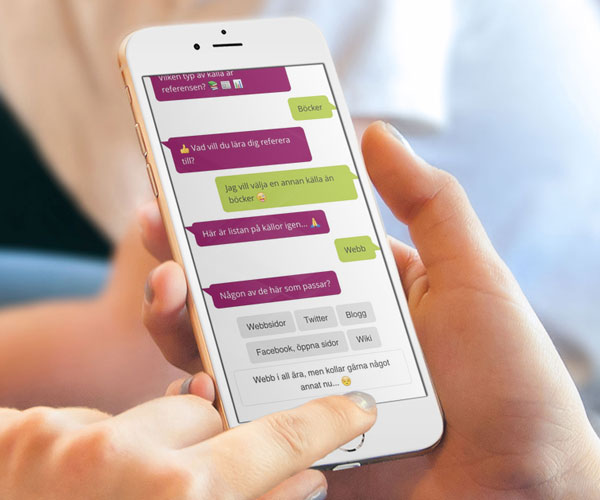 Vilken typ av källa är
referensen? 📚 📰 📊
Böcker
👍 Vad vill du lära dig referera
till?
Jag vill välja en annan källa än
böcker 😄
Här är listan på källor igen... 🙏
Webb
Någon av de här som passar?
Webbsidor
Twitter
Blogg
Facebook, öppna sidor
Wiki
Webb i all ära, men kollar gärna något
annat nu... 😊